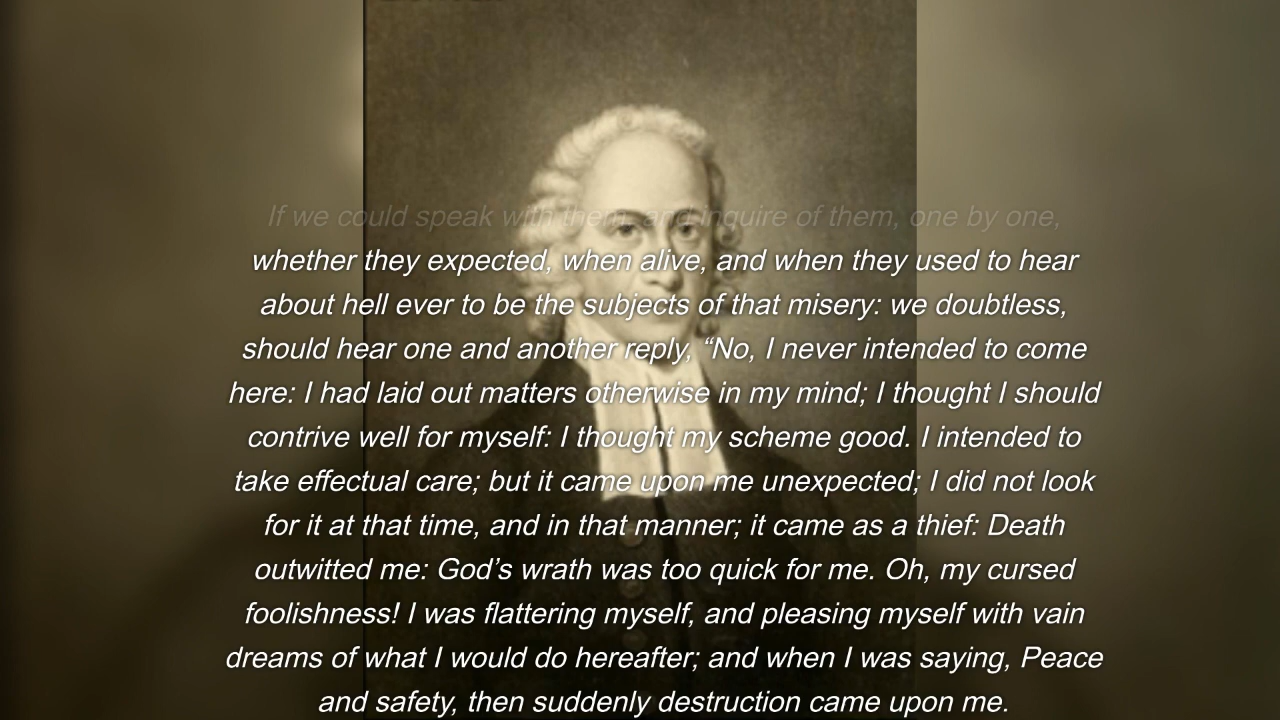 If we could speak with them, and inquire of them, one by one,
whether they expected, when alive, and when they used to hear
about hell ever to be the subjects of that misery: we doubtless,
should hear one and another reply, “No, I never intended to come
here: I had laid out matters otherwise in my mind; I thought I should
contrive well for myself: I thought my scheme good. I intended to
take effectual care; but it came upon me unexpected; I did not look
for it at that time, and in that manner; it came as a thief: Death
outwitted me: God’s wrath was too quick for me. Oh, my cursed
foolishness! I was flattering myself, and pleasing myself with vain
dreams of what I would do hereafter; and when I was saying, Peace
and safety, then suddenly destruction came upon me.